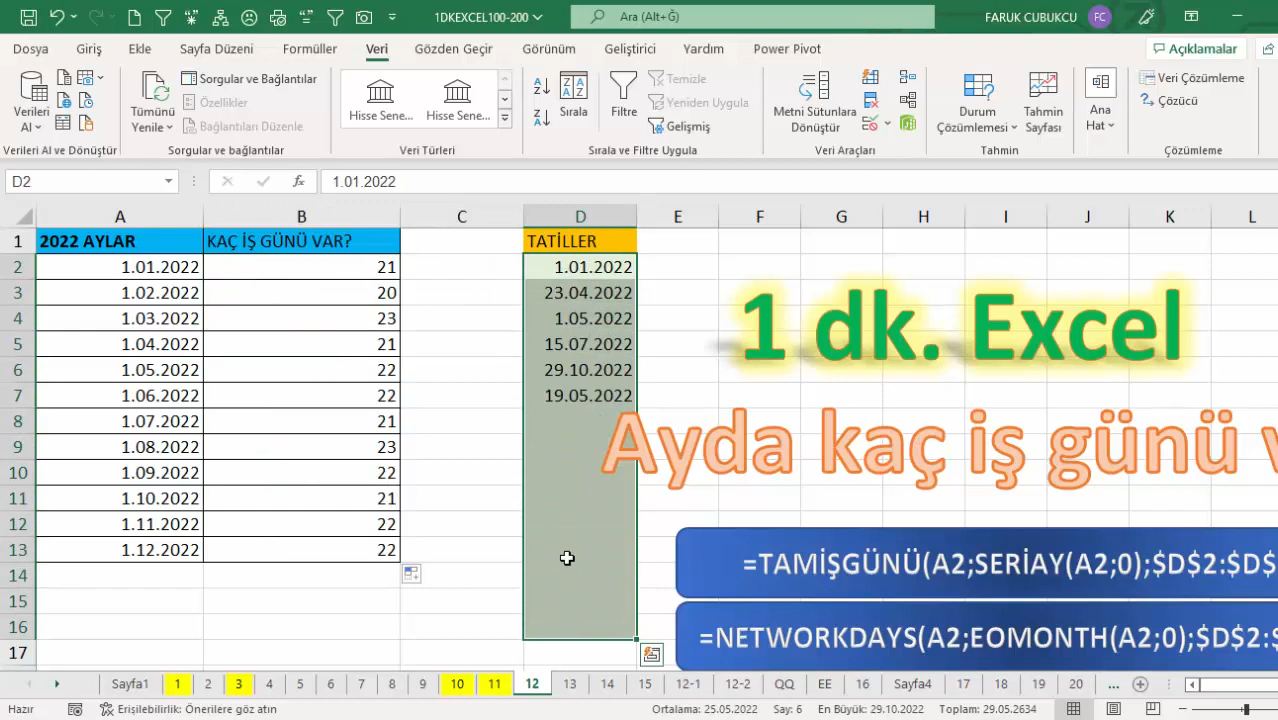 1DKEXCEL100-200
Ara (Alt+Ğ)
FARUK CUBUKCU
FC
Dosya
Giriş
Ekle
Sayfa Düzeni
Formüller
Veri
Gözden Geçir
Görünüm
Geliştirici
Yardım
Power Pivot
Açıklamalar
Verileri Al
Tümünü Yenile
Sorgular ve Bağlantılar
Özellikler
Bağlantıları Düzenle
Hisse Sene...
Hisse Sene...
Sırala
Filtre
Temizle
Yeniden Uygula
Gelişmiş
Metni Sütunlara Dönüştür
Durum Çözümlemesi
Tahmin Sayfası
Ana Hat
Veri Çözümleme
Çözücü
Verileri Al ve Dönüştür
Sorgular ve bağlantılar
Veri Türleri
Sırala ve Filtre Uygula
Veri Araçları
Tahmin
Çözümleme
D2
fx
1.01.2022
A B C D E F G H I J K L
1 2022 AYLAR KAÇ İŞ GÜNÜ VAR? TATİLLER
2 1.01.2022 21 1.01.2022
3 1.02.2022 20 23.04.2022
4 1.03.2022 23 1.05.2022
5 1.04.2022 21 15.07.2022
6 1.05.2022 22 29.10.2022
7 1.06.2022 22 19.05.2022
8 1.07.2022 21
9 1.08.2022 23
10 1.09.2022 22
11 1.10.2022 21
12 1.11.2022 22
13 1.12.2022 22
14
15
16
17
1 dk. Excel
Ayda kaç iş günü v
=TAMİŞGÜNÜ(A2;SERİAY(A2;0);$D$2:$D$
=NETWORKDAYS(A2;EOMONTH(A2;0);$D$2:$
Sayfa1 1 2 3 4 5 6 7 8 9 10 11 12 13 14 15 12-1 12-2 QQ EE 16 Sayfa4 17 18 19 20 ...
Hazır
Erişilebilirlik: Önerilere göz atın
Ortalama: 25.05.2022
Say: 6
En Büyük: 29.10.2022
Toplam: 29.05.2634